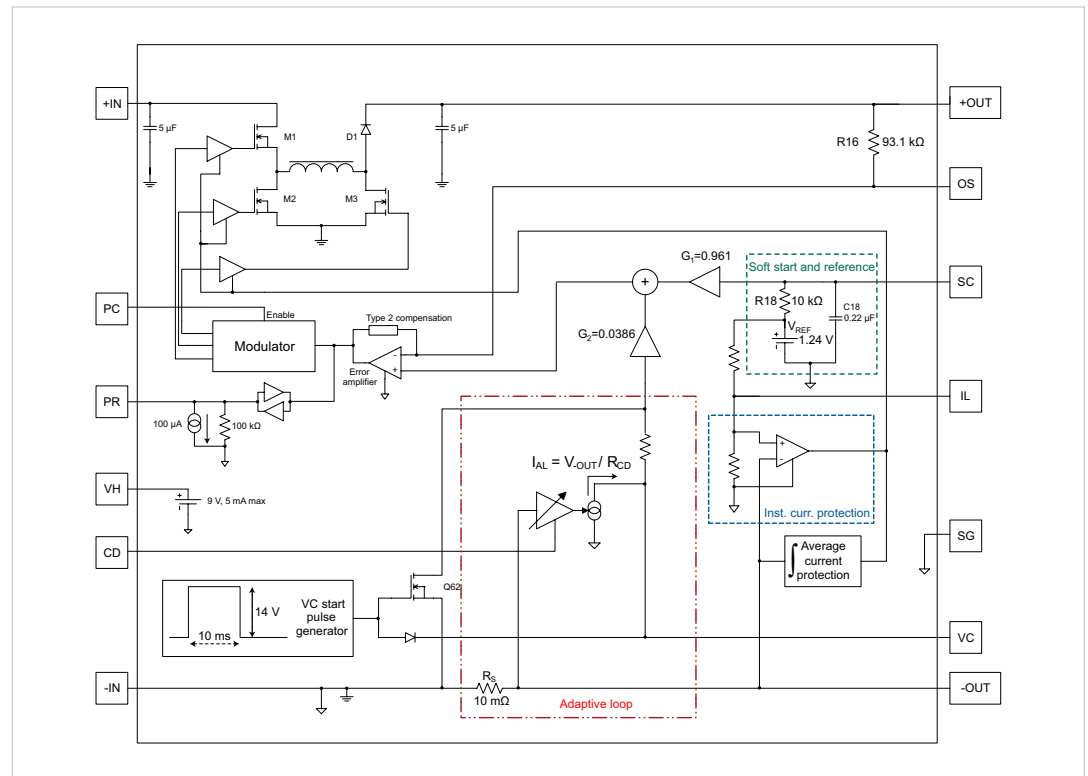 +IN
5 µF
M1
D1
5 µF
+OUT
R16
93.1 kΩ
OS
M2
M3
G1=0.961
Soft start and reference
SC
R18
10 kΩ
C18
0.22 µF
VREF
1.24 V
G2=0.0386
PC
Enable
Type 2 compensation
Modulator
Error
amplifier
PR
100 µA
100 kΩ
IL
IAL = V-OUT/ RCD
VH
9 V, 5 mA max
Inst. curr. protection
CD
SG
Average
current
protection
Q62
14 V
10 ms
VC start
pulse
generator
VC
-IN
RS
10 mΩ
Adaptive loop
-OUT